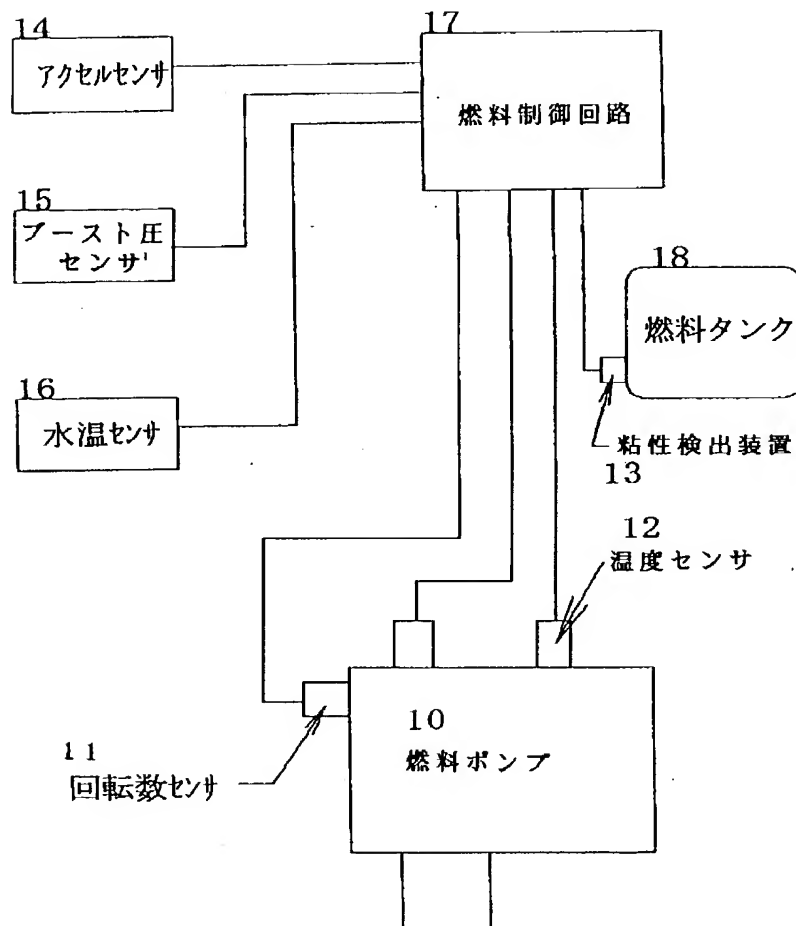 14
アクセルセンサ
17
燃料制御回路
15
ブースト圧
センサ
18
燃料タンク
16
水温センサ
粘性検出装置
13
12
温度センサ
10
燃料ポンプ
11
回転数センサ